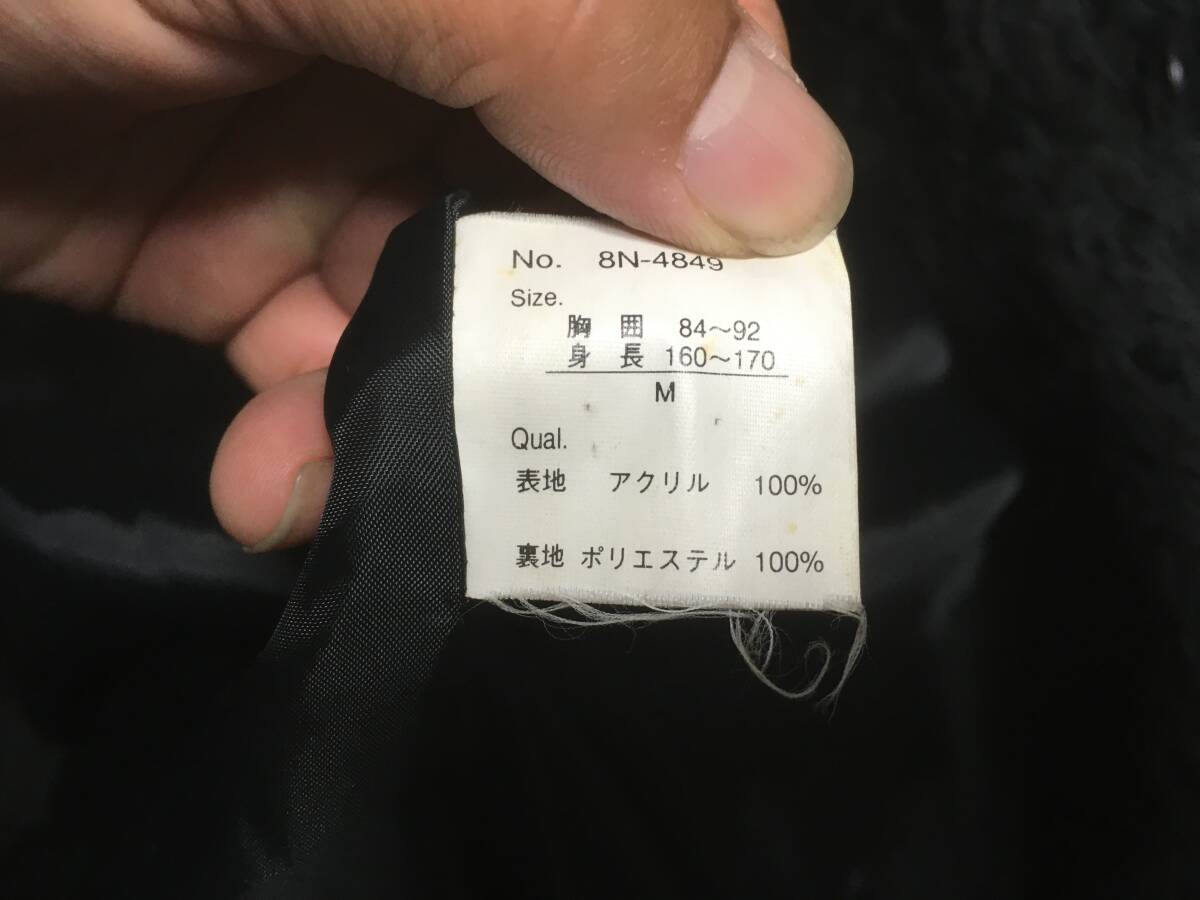 No. 8N-4849
Size.
胸 囲 84～92
身 長 160～170
M
Qual.
表地 アクリル 100%
裏地 ポリエステル 100%